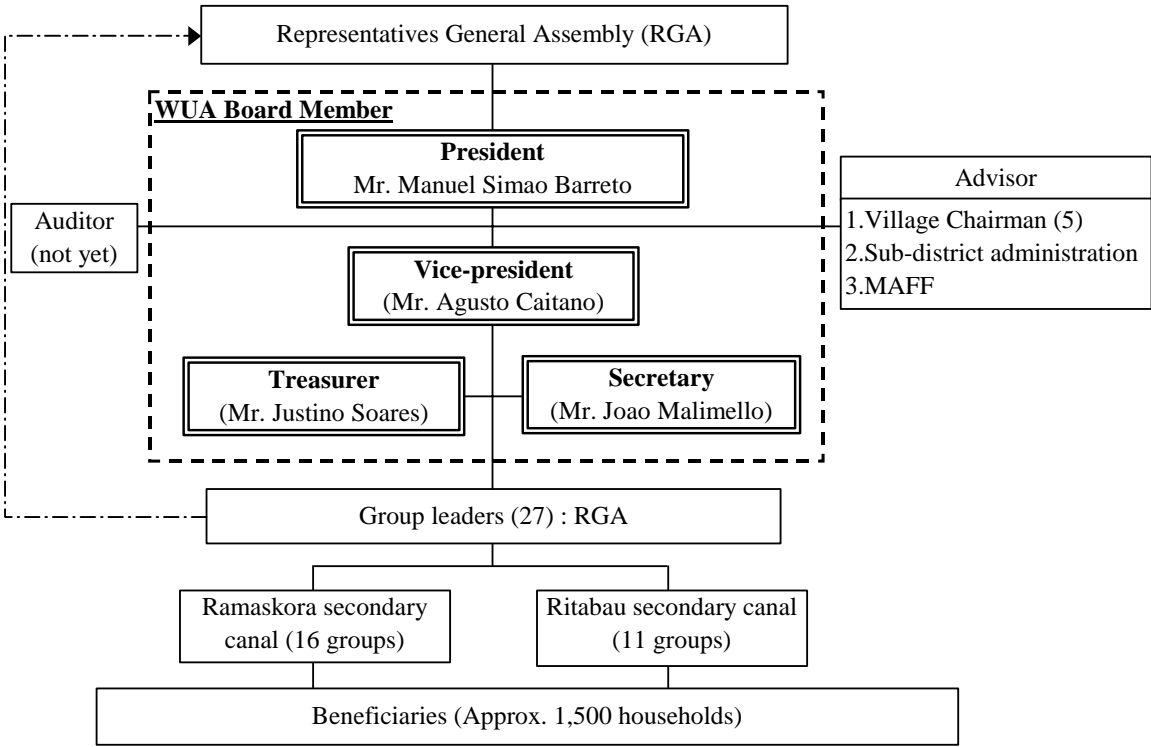 Representatives General Assembly (RGA)
WUA Board Member
President
Mr. Manuel Simao Barreto
Auditor
(not yet)
Advisor
1.Village Chairman (5)
2.Sub-district administration
3.MAFF
Vice-president
(Mr. Agusto Caitano)
Treasurer
(Mr. Justino Soares)
Secretary
(Mr. Joao Malimello)
Group leaders (27) : RGA
Ramaskora secondary
canal (16 groups)
Ritabau secondary canal
(11 groups)
Beneficiaries (Approx. 1,500 households)